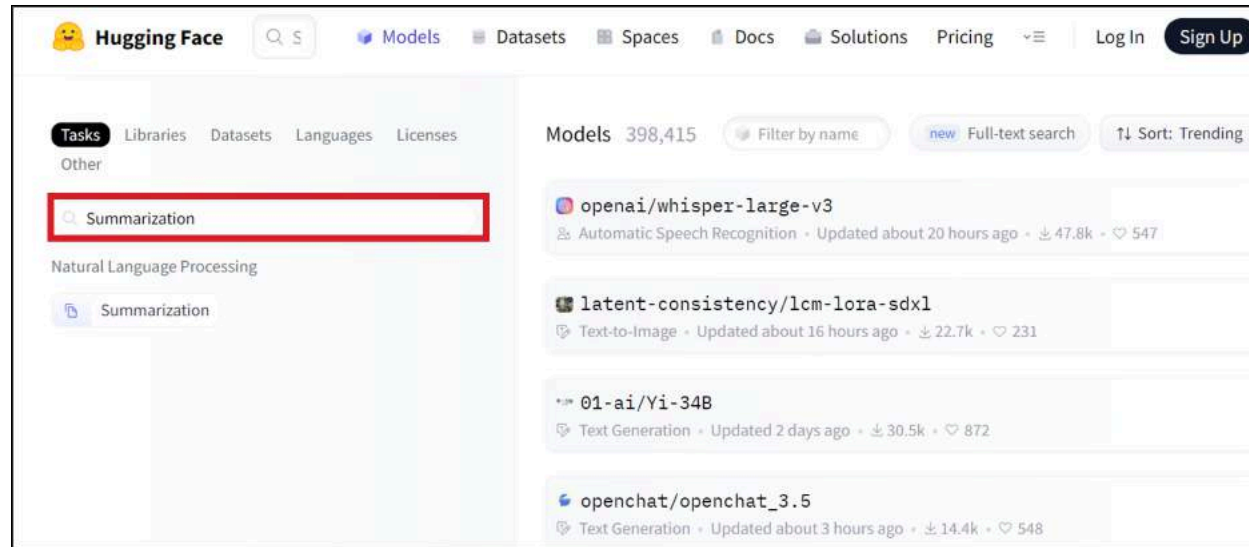 Hugging Face S Models Datasets Spaces Docs Solutions Pricing Log In Sign Up
Tasks Libraries Datasets Languages Licenses
Other
Summarization
Natural Language Processing
Summarization
Models 398,415 Filter by name new Full-text search ↑↓ Sort: Trending
openai/whisper-large-v3
Automatic Speech Recognition • Updated about 20 hours ago • 47.8k • 547
latent-consistency/lcm-lora-sdxl
Text-to-Image • Updated about 16 hours ago • 22.7k • 231
01-ai/Yi-34B
Text Generation • Updated 2 days ago • 30.5k • 872
openchat/openchat_3.5
Text Generation • Updated about 3 hours ago • 14.4k • 548